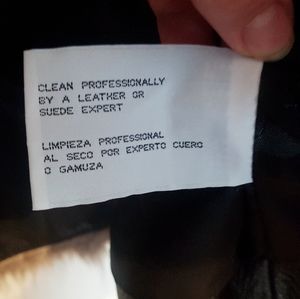 CLEAN PROFESSIONALLY
BY A LEATHER OR
SUEDE EXPERT
LIMPIEZA PROFESSIONAL
AL SECO POR EXPERTO CUERO
O GAMUZA